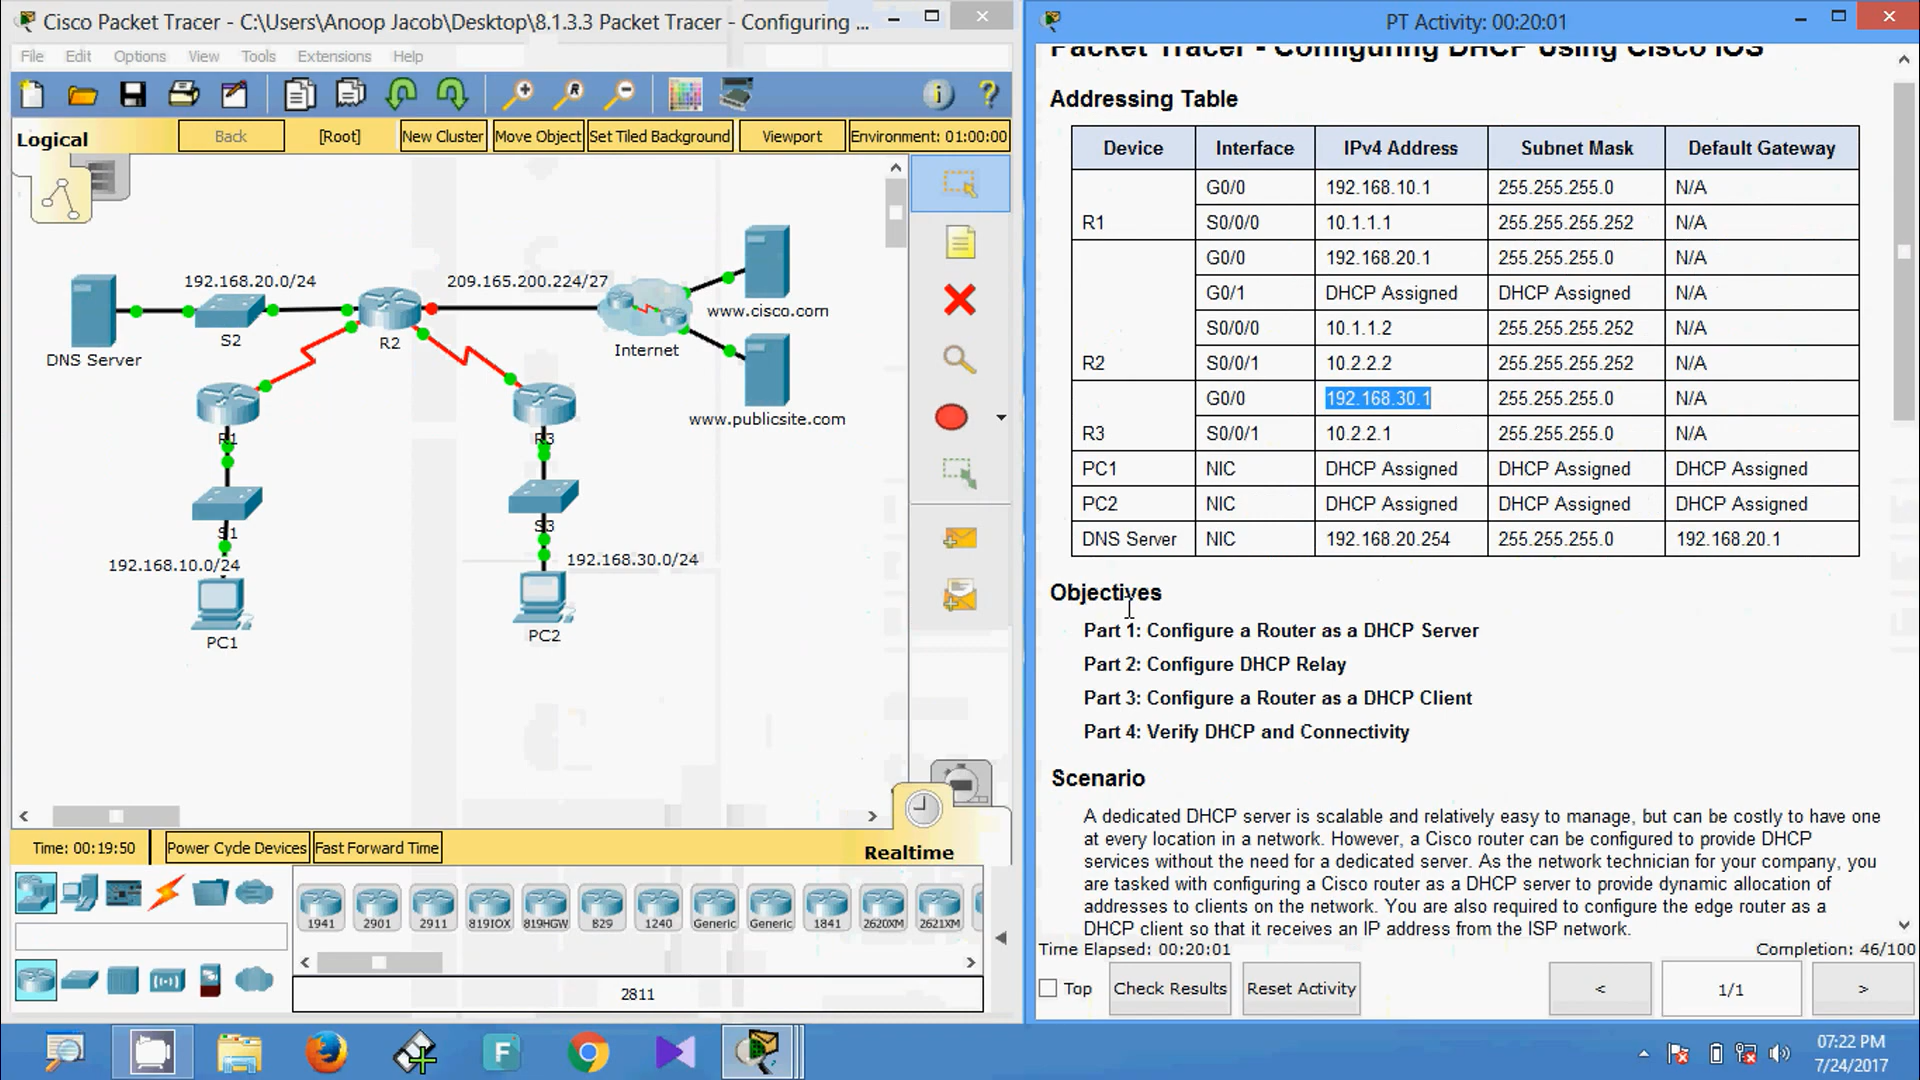 Cisco Packet Tracer - C:\Users\Anoop Jacob\Desktop\8.1.3.3 Packet Tracer - Configuring ...
File Edit Options View Tools Extensions Help
Logical Back [Root] New Cluster Move Object Set Tiled Background Viewport Environment: 01:00:00
192.168.20.0/24
209.165.200.224/27
DNS Server
S2
R2
Internet
www.cisco.com
www.publicsite.com
R1
R3
S1
S3
192.168.10.0/24
192.168.30.0/24
PC1
PC2
Time: 00:19:50 Power Cycle Devices Fast Forward Time
Realtime
1941 2901 2911 819IOX 819HGW 829 1240 Generic Generic 1841 2620XM 2621XM
2811
PT Activity: 00:20:01
Packet Tracer - Configuring DHCP Using Cisco IOS
Addressing Table
Device Interface IPv4 Address Subnet Mask Default Gateway
R1 G0/0 192.168.10.1 255.255.255.0 N/A
S0/0/0 10.1.1.1 255.255.255.252 N/A
R2 G0/0 192.168.20.1 255.255.255.0 N/A
G0/1 DHCP Assigned DHCP Assigned N/A
S0/0/0 10.1.1.2 255.255.255.252 N/A
S0/0/1 10.2.2.2 255.255.255.252 N/A
R3 G0/0 192.168.30.1 255.255.255.0 N/A
S0/0/1 10.2.2.1 255.255.255.0 N/A
PC1 NIC DHCP Assigned DHCP Assigned DHCP Assigned
PC2 NIC DHCP Assigned DHCP Assigned DHCP Assigned
DNS Server NIC 192.168.20.254 255.255.255.0 192.168.20.1
Objectives
Part 1: Configure a Router as a DHCP Server
Part 2: Configure DHCP Relay
Part 3: Configure a Router as a DHCP Client
Part 4: Verify DHCP and Connectivity
Scenario
A dedicated DHCP server is scalable and relatively easy to manage, but can be costly to have one
at every location in a network. However, a Cisco router can be configured to provide DHCP
services without the need for a dedicated server. As the network technician for your company, you
are tasked with configuring a Cisco router as a DHCP server to provide dynamic allocation of
addresses to clients on the network. You are also required to configure the edge router as a
DHCP client so that it receives an IP address from the ISP network.
Time Elapsed: 00:20:01 Completion: 46/100
Top Check Results Reset Activity < 1/1 >
07:22 PM
7/24/2017